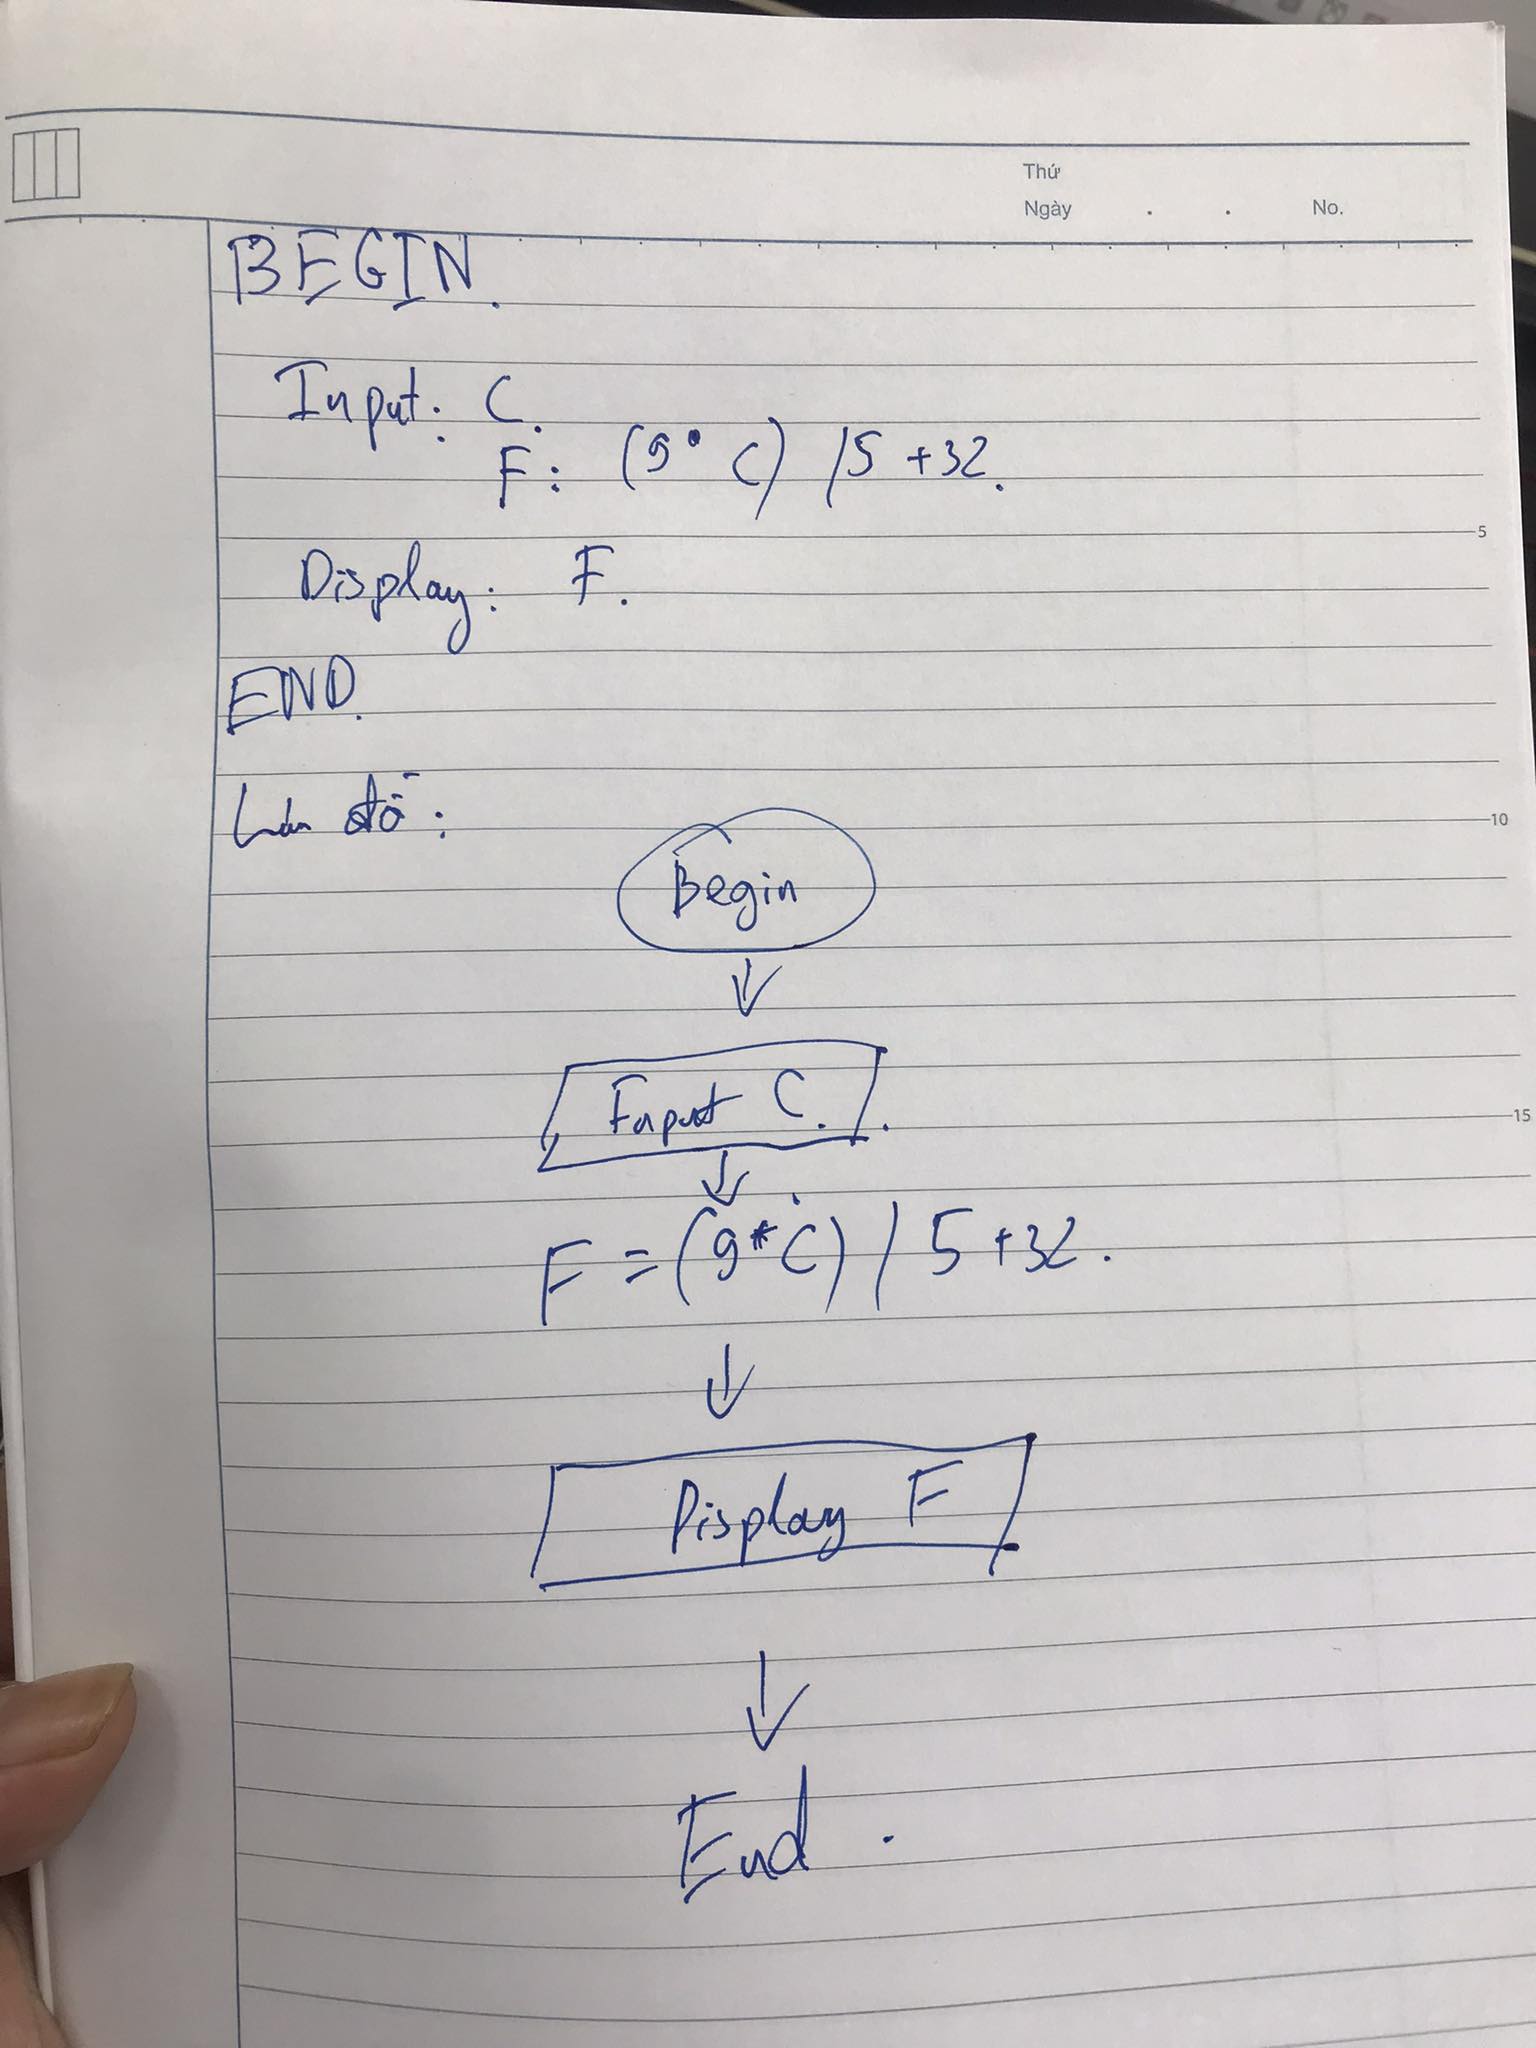 Thứ
Ngày . . No.
BEGIN.
Input: C.
F: (9* C) /5 +32.
5
Display: F.
END.
đồ:
10
Begin
Input C.
15
F = (9*C) / 5 +32.
Display F
End.